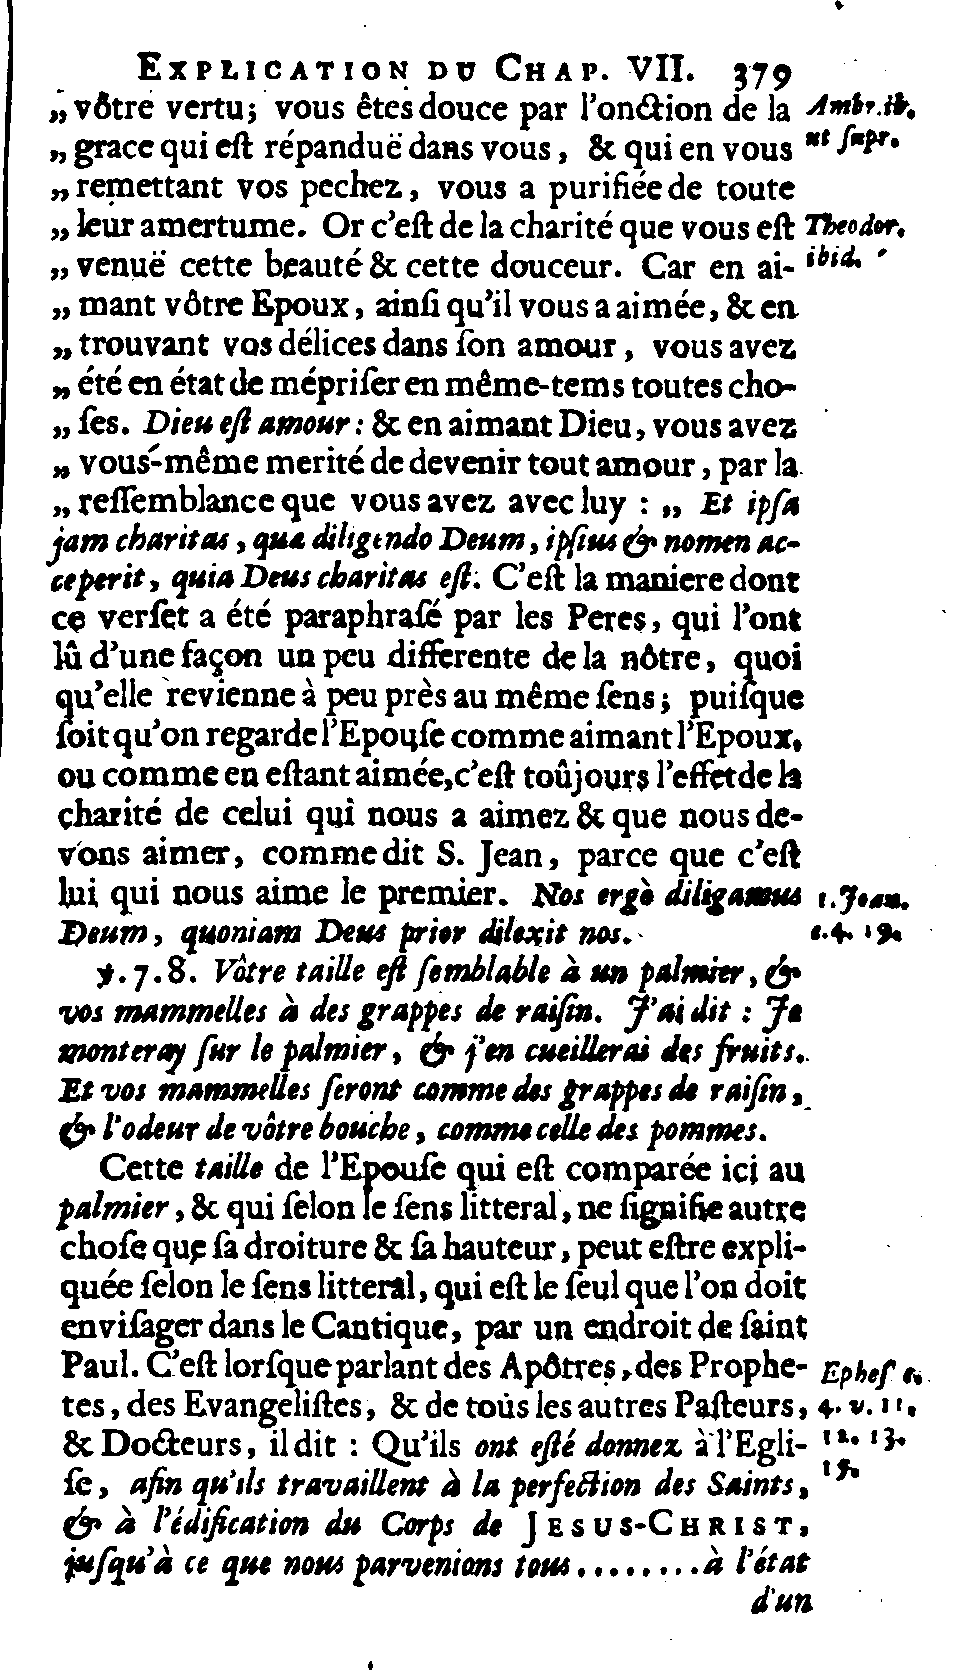 EXPLICATION DU CHAP. VII. 379
„ vôtre vertu; vous êtes douce par l'onction de la Ambr. ib.
„ grace qui eſt répanduë dans vous, & qui en vous ut ſupr.
„ remettant vos pechez, vous a purifiée de toute
„ leur amertume. Or c'eſt de la charité que vous eſt Theodor.
„ venuë cette beauté & cette douceur. Car en ai- ibid.
„ mant vôtre Epoux, ainſi qu'il vous a aimée, & en
„ trouvant vos délices dans ſon amour, vous avez
„ été en état de mépriſer en même-tems toutes cho-
„ ſes. Dieu eſt amour: & en aimant Dieu, vous avez
„ vous-même merité de devenir tout amour, par la
„ reſſemblance que vous avez avec luy : „ Et ipſa
jam charitas, quæ diligendo Deum, ipſius & nomen ac-
ceperit, quia Deus charitas eſt. C'eſt la maniere dont
ce verſet a été paraphraſé par les Peres, qui l'ont
lû d'une façon un peu differente de la nôtre, quoi
qu'elle revienne à peu près au même ſens; puiſque
ſoit qu'on regarde l'Epouſe comme aimant l'Epoux,
ou comme en eſtant aimée, c'eſt toûjours l'effet de la
charité de celui qui nous a aimez & que nous de-
vons aimer, comme dit S. Jean, parce que c'eſt
lui qui nous aime le premier. Nos ergò diligamus 1. Joan.
Deum, quoniam Deus prior dilexit nos. c. 4. 19.
℣. 7. 8. Vôtre taille eſt ſemblable à un palmier, &
vos mammelles à des grappes de raiſin. J'ai dit : Je
monteray ſur le palmier, & j'en cueillerai des fruits.
Et vos mammelles ſeront comme des grappes de raiſin,
& l'odeur de vôtre bouche, comme celle des pommes.
Cette taille de l'Epouſe qui eſt comparée ici au
palmier, & qui ſelon le ſens litteral, ne ſignifie autre
choſe que ſa droiture & ſa hauteur, peut eſtre expli-
quée ſelon le ſens litteral, qui eſt le ſeul que l'on doit
enviſager dans le Cantique, par un endroit de ſaint
Paul. C'eſt lorſque parlant des Apôtres, des Prophe- Epheſ c.
tes, des Evangeliſtes, & de tous les autres Paſteurs, 4. v. 11.
& Docteurs, il dit : Qu'ils ont eſté donnez à l'Egli- 12. 13.
ſe, afin qu'ils travaillent à la perfection des Saints, 15.
& à l'édification du Corps de JESUS-CHRIST,
juſqu'à ce que nous parvenions tous........à l'état
d'un